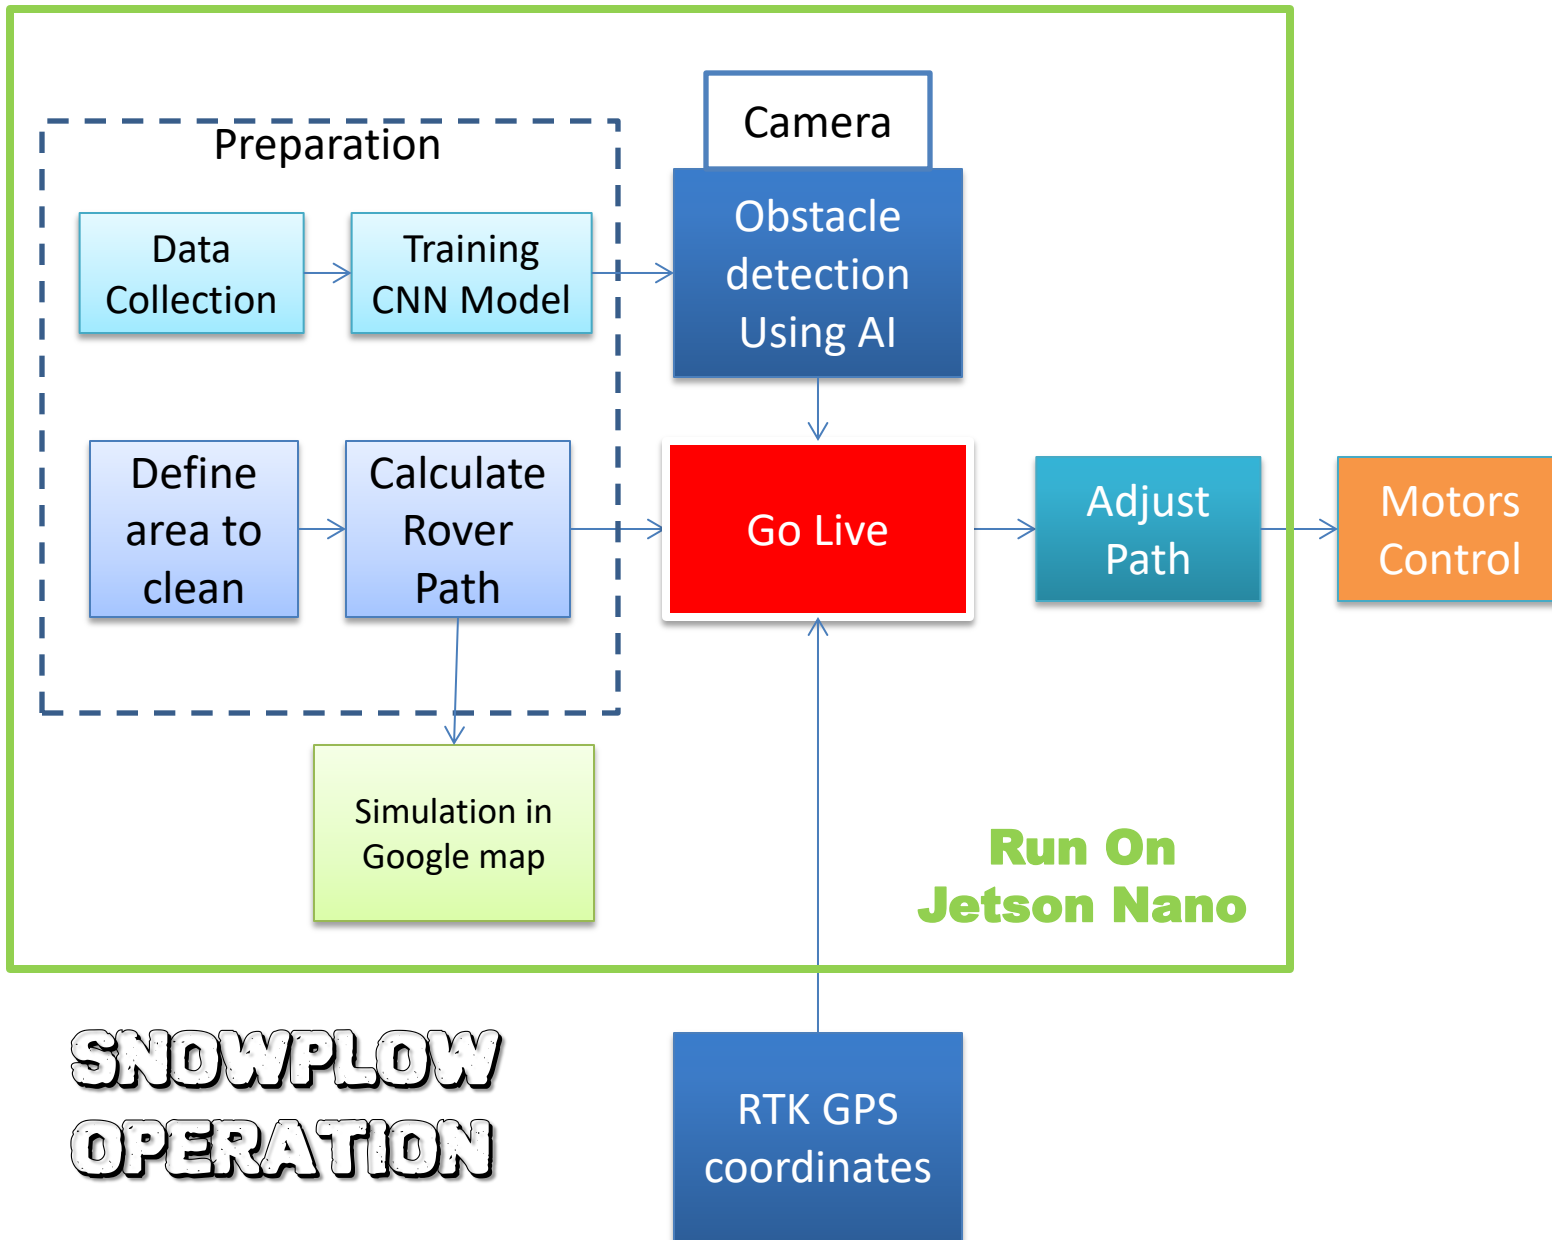 Camera
Preparation
Data
Collection
Training
CNN Model
Obstacle
detection
Using AI
Define
area to
clean
Calculate
Rover
Path
Go Live
Adjust
Path
Motors
Control
Simulation in
Google map
Run On
Jetson Nano
SNOWPLOW
OPERATION
RTK GPS
coordinates